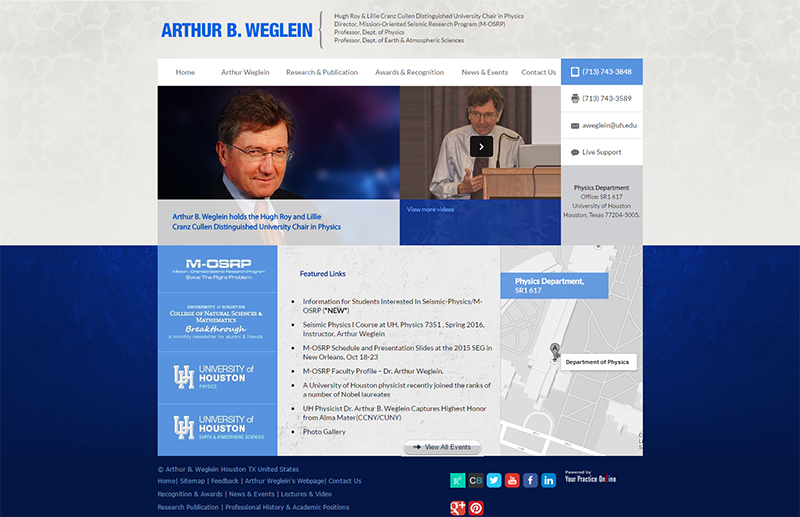 ARTHUR B. WEGLEIN
Hugh Roy & Lillie Cranz Cullen Distinguished University Chair in Physics
Director, Mission-Oriented Seismic Research Program (M-OSRP)
Professor, Dept. of Physics
Professor, Dept. of Earth & Atmospheric Sciences
Home Arthur Weglein Research & Publication Awards & Recognition News & Events Contact Us
(713) 743-3848
(713) 743-3589
aweglein@uh.edu
Live Support
Physics Department
Office: SR1 617
University of Houston
Houston, Texas 77204-5005.
Arthur B. Weglein holds the Hugh Roy and Lillie
Cranz Cullen Distinguished University Chair in Physics
View more videos
M-OSRP
Mission-Oriented Seismic Research Program
Solve The Right Problem
UNIVERSITY of HOUSTON
COLLEGE OF NATURAL SCIENCES &
MATHEMATICS
Breakthrough
a monthly newsletter for alumni & friends
UNIVERSITY of
HOUSTON
PHYSICS
UNIVERSITY of
HOUSTON
EARTH & ATMOSPHERIC SCIENCES
Featured Links
• Information for Students Interested In Seismic-Physics/M-
OSRP (*NEW*)
• Seismic Physics I Course at UH, Physics 7351 , Spring 2016,
Instructor, Arthur Weglein
• M-OSRP Schedule and Presentation Slides at the 2015 SEG in
New Orleans, Oct 18-23
• M-OSRP Faculty Profile – Dr. Arthur Weglein.
• A University of Houston physicist recently joined the ranks of
a number of Nobel laureates
• UH Physicist Dr. Arthur B. Weglein Captures Highest Honor
from Alma Mater(CCNY/CUNY)
• Photo Gallery
View All Events
Physics Department,
SR1 617
A
Department of Physics
© Arthur B. Weglein Houston TX United States
Home| Sitemap | Feedback | Arthur Weglein's Webpage| Contact Us
Recognition & Awards | News & Events | Lectures & Video
Research Publication | Professional History & Academic Positions
CB
Powered by
Your Practice Online